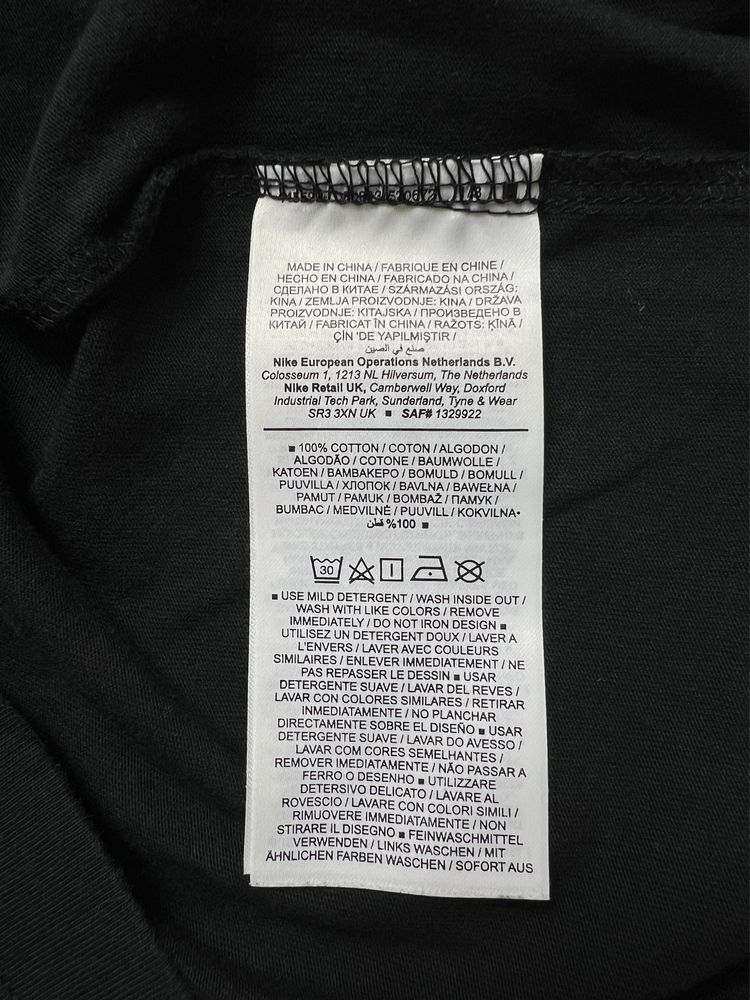 MADE IN CHINA / FABRIQUE EN CHINE /
HECHO EN CHINA / FABRICADO NA CHINA /
СДЕЛАНО В КИТАЕ / SZÁRMAZÁSI ORSZÁG:
KINA / ZEMLJA PROIZVODNJE: KINA / DRŽAVA
PROIZVODNJE: KITAJSKA / ПРОИЗВЕДЕНО В
КИТАЙ / FABRICAT ÎN CHINA / RAŽOTS: ĶĪNĀ /
ÇİN 'DE YAPILMIŞTIR /
صنع في الصين
Nike European Operations Netherlands B.V.
Colosseum 1, 1213 NL Hilversum, The Netherlands
Nike Retail UK, Camberwell Way, Doxford
Industrial Tech Park, Sunderland, Tyne & Wear
SR3 3XN UK ■ SAF# 1329922
■ 100% COTTON / COTON / ALGODON /
ALGODÃO / COTONE / BAUMWOLLE /
KATOEN / ΒΑΜΒΑΚΕΡΟ / BOMULD / BOMULL /
PUUVILLA / ХЛОПОК / BAVLNA / BAWEŁNA /
PAMUT / PAMUK / BOMBAŽ / ПАМУК /
BUMBAC / MEDVILNĖ / PUUVILL / KOKVILNA•
■ 100% قطن
30
■ USE MILD DETERGENT / WASH INSIDE OUT /
WASH WITH LIKE COLORS / REMOVE
IMMEDIATELY / DO NOT IRON DESIGN ■
UTILISEZ UN DETERGENT DOUX / LAVER A
L'ENVERS / LAVER AVEC COULEURS
SIMILAIRES / ENLEVER IMMEDIATEMENT / NE
PAS REPASSER LE DESSIN ■ USAR
DETERGENTE SUAVE / LAVAR DEL REVES /
LAVAR CON COLORES SIMILARES / RETIRAR
INMEDIATAMENTE / NO PLANCHAR
DIRECTAMENTE SOBRE EL DISEÑO ■ USAR
DETERGENTE SUAVE / LAVAR DO AVESSO /
LAVAR COM CORES SEMELHANTES /
REMOVER IMEDIATAMENTE / NÃO PASSAR A
FERRO O DESENHO ■ UTILIZZARE
DETERSIVO DELICATO / LAVARE AL
ROVESCIO / LAVARE CON COLORI SIMILI /
RIMUOVERE IMMEDIATAMENTE / NON
STIRARE IL DISEGNO ■ FEINWASCHMITTEL
VERWENDEN / LINKS WASCHEN / MIT
ÄHNLICHEN FARBEN WASCHEN / SOFORT AUS